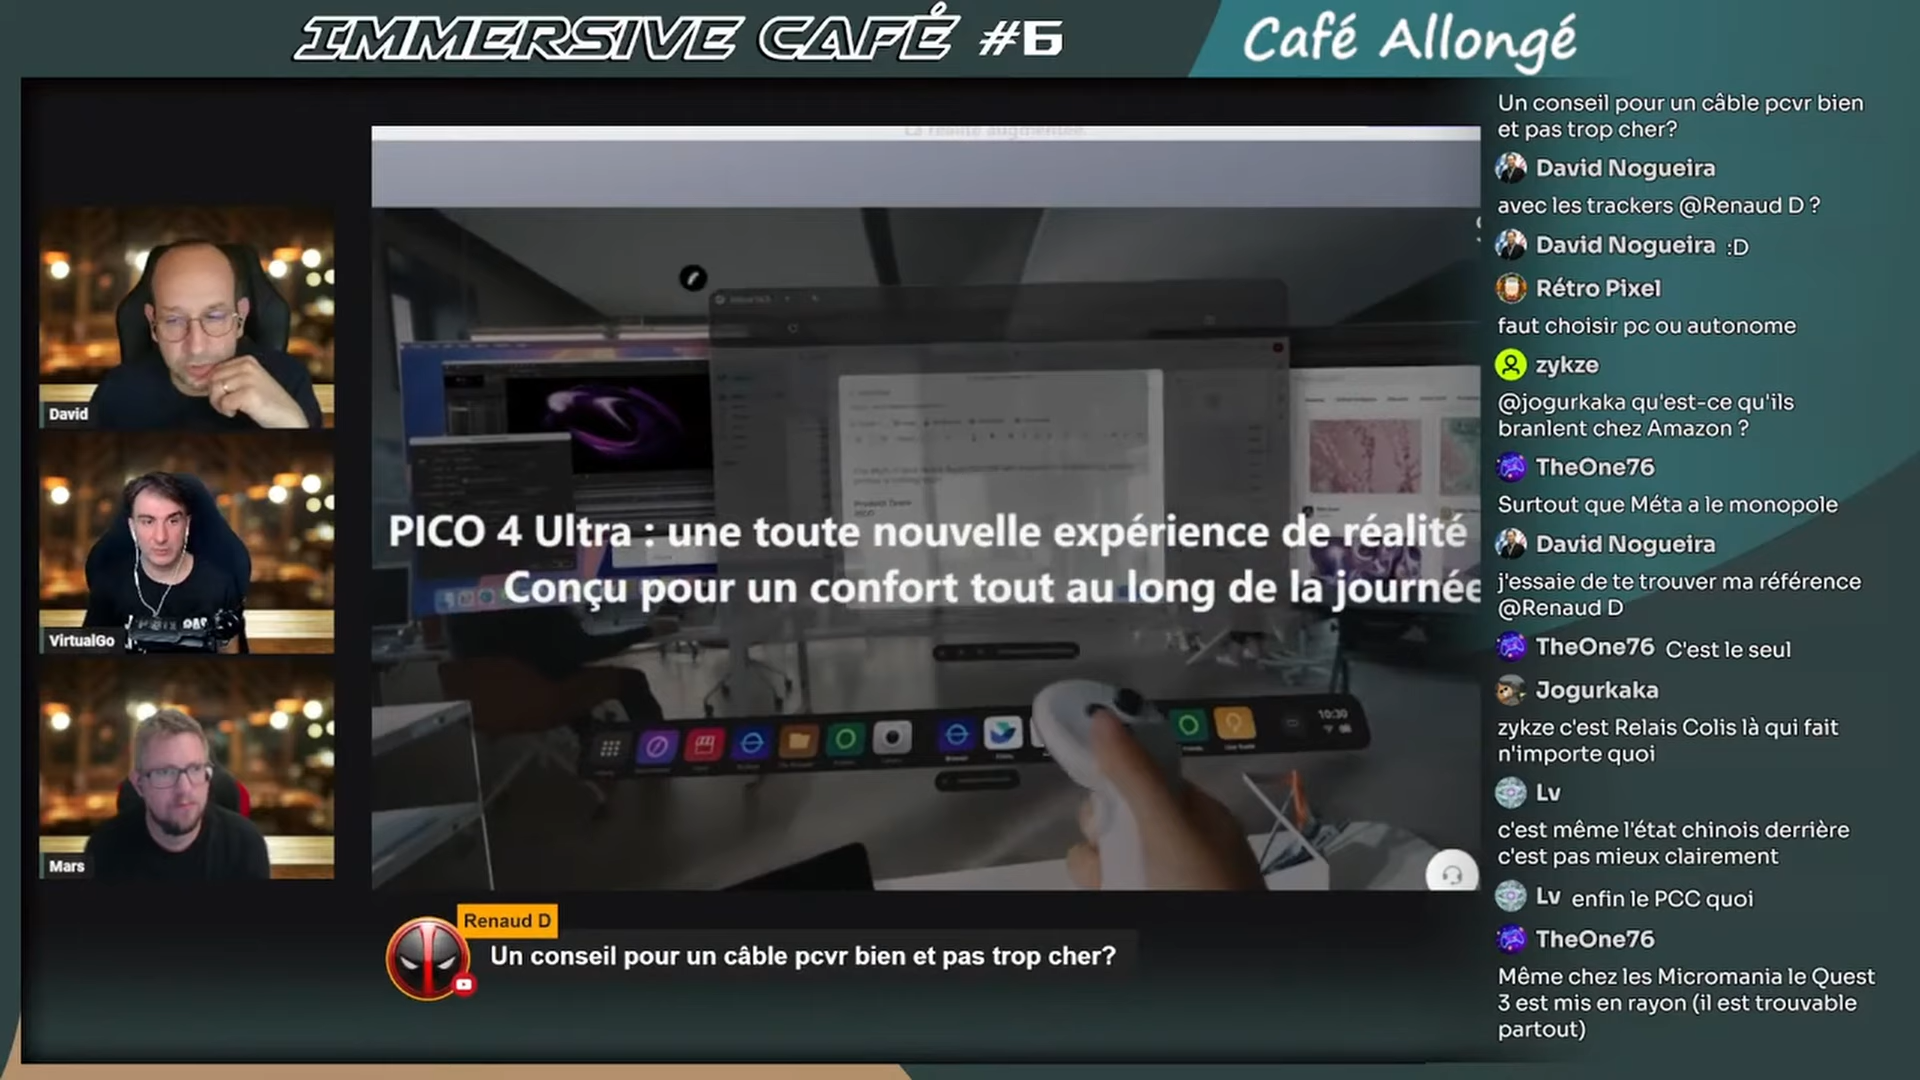 IMMERSIVE CAFÉ #6
Café Allongé
La réalité augmentée.
David
VirtualGo
Mars
PICO 4 Ultra : une toute nouvelle expérience de réalité
Conçu pour un confort tout au long de la journée
10:30
Renaud D
Un conseil pour un câble pcvr bien et pas trop cher?
Un conseil pour un câble pcvr bien
et pas trop cher?
David Nogueira
avec les trackers @Renaud D ?
David Nogueira :D
Rétro Pixel
faut choisir pc ou autonome
zykze
@jogurkaka qu'est-ce qu'ils
branlent chez Amazon ?
TheOne76
Surtout que Méta a le monopole
David Nogueira
j'essaie de te trouver ma référence
@Renaud D
TheOne76 C'est le seul
Jogurkaka
zykze c'est Relais Colis là qui fait
n'importe quoi
Lv
c'est même l'état chinois derrière
c'est pas mieux clairement
Lv enfin le PCC quoi
TheOne76
Même chez les Micromania le Quest
3 est mis en rayon (il est trouvable
partout)